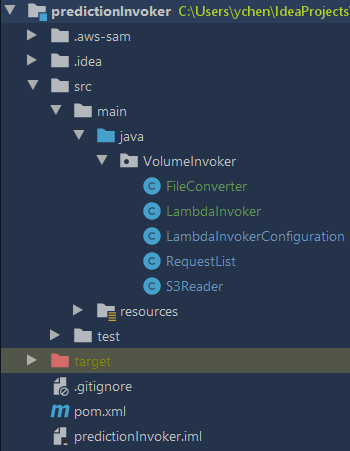 predictionInvoker C:\Users\ychen\IdeaProjects
.aws-sam
.idea
src
main
java
VolumeInvoker
FileConverter
LambdaInvoker
LambdaInvokerConfiguration
RequestList
S3Reader
resources
test
target
.gitignore
pom.xml
predictionInvoker.iml